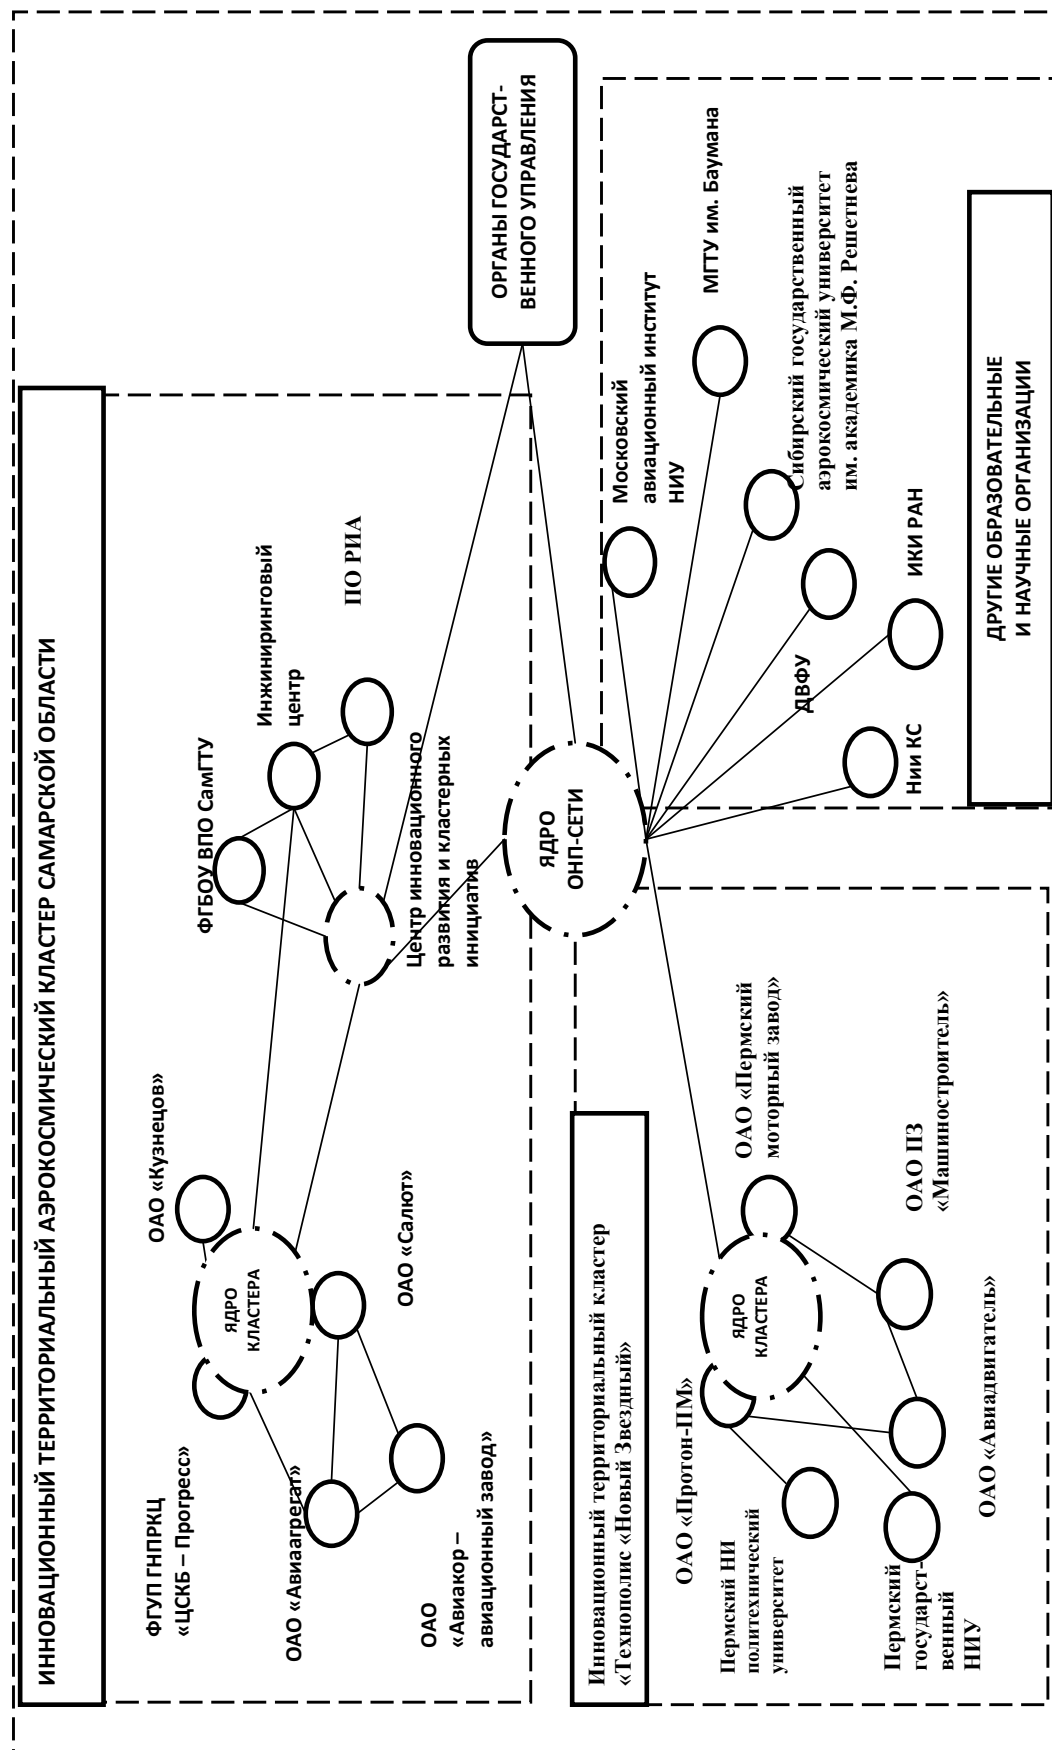 ИННОВАЦИОННЫЙ ТЕРРИТОРИАЛЬНЫЙ АЭРОКОСМИЧЕСКИЙ КЛАСТЕР САМАРСКОЙ ОБЛАСТИ
ФГУП ГНПРКЦ
«ЦСКБ – Прогресс»
ОАО «Кузнецов»
ФГБОУ ВПО СамГТУ
Инжиниринговый
центр
ПО РИА
ЯДРО
КЛАСТЕРА
ОАО «Авиаагрегат»
ОАО «Салют»
Центр инновационного
развития и кластерных
инициатив
ОАО
«Авиакор –
авиационный завод»
ОРГАНЫ ГОСУДАРСТ-
ВЕННОГО УПРАВЛЕНИЯ
ЯДРО
ОНП-СЕТИ
Инновационный территориальный кластер
«Технополис «Новый Звездный»
ОАО «Протон-ПМ»
Пермский НИ
политехнический
университет
ЯДРО
КЛАСТЕРА
ОАО «Пермский
моторный завод»
Пермский
государст-
венный
НИУ
ОАО ПЗ
«Машиностроитель»
ОАО «Авиадвигатель»
Московский
авиационный институт
НИУ
МГТУ им. Баумана
Сибирский государственный
аэрокосмический университет
им. академика М.Ф. Решетнева
ДВФУ
ИКИ РАН
Нии КС
ДРУГИЕ ОБРАЗОВАТЕЛЬНЫЕ
И НАУЧНЫЕ ОРГАНИЗАЦИИ